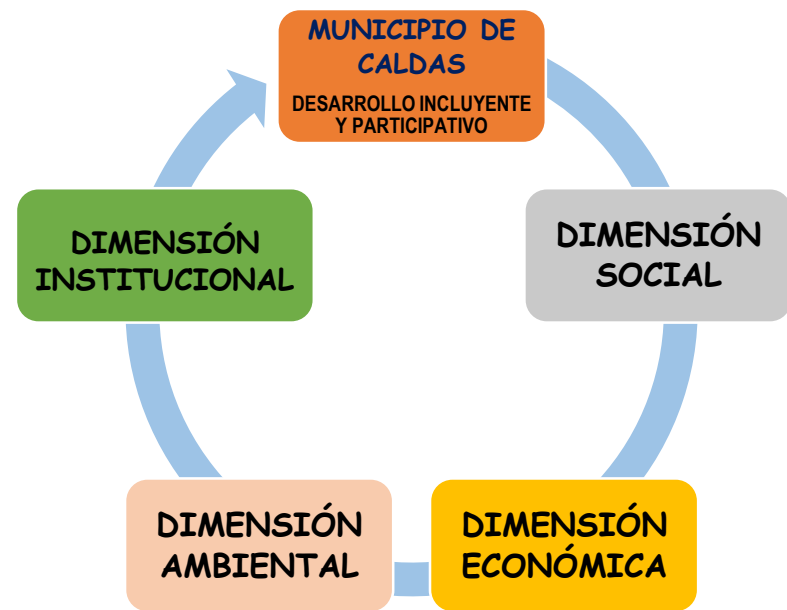 MUNICIPIO DE
CALDAS
DESARROLLO INCLUYENTE
Y PARTICIPATIVO
DIMENSIÓN
SOCIAL
DIMENSIÓN
ECONÓMICA
DIMENSIÓN
AMBIENTAL
DIMENSIÓN
INSTITUCIONAL